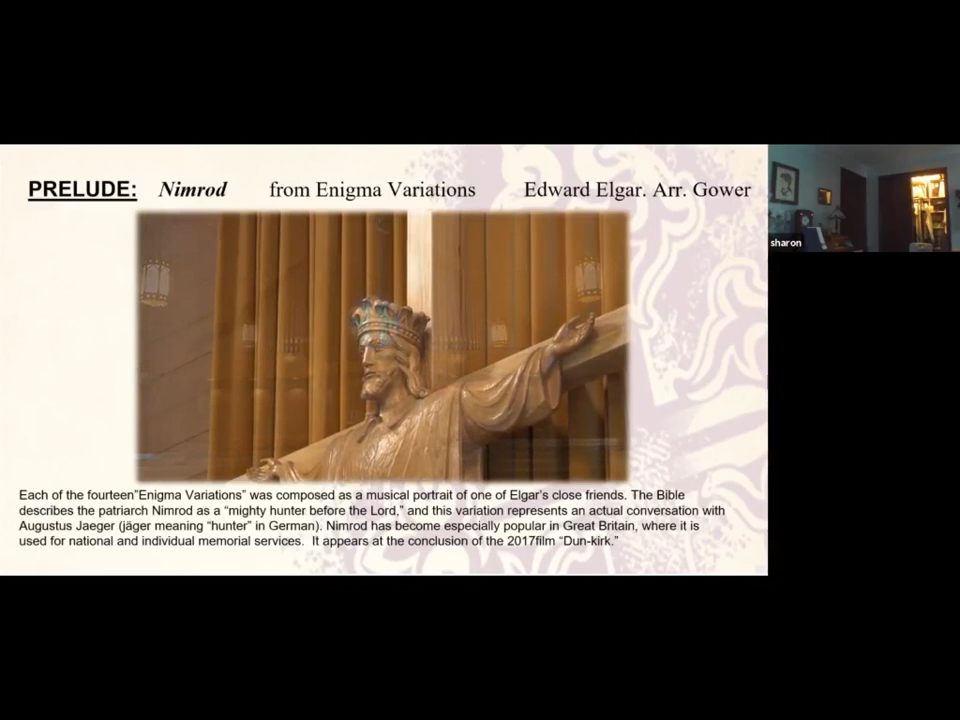 PRELUDE: Nimrod from Enigma Variations Edward Elgar. Arr. Gower
sharon
Each of the fourteen”Enigma Variations” was composed as a musical portrait of one of Elgar’s close friends. The Bible
describes the patriarch Nimrod as a “mighty hunter before the Lord,” and this variation represents an actual conversation with
Augustus Jaeger (jäger meaning “hunter” in German). Nimrod has become especially popular in Great Britain, where it is
used for national and individual memorial services. It appears at the conclusion of the 2017film “Dun-kirk.”